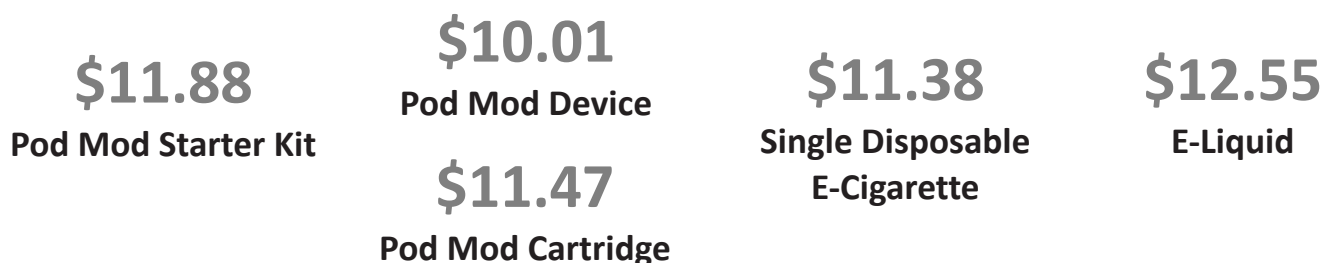 $11.88
Pod Mod Starter Kit
$10.01
Pod Mod Device
$11.47
Pod Mod Cartridge
$11.38
Single Disposable
E-Cigarette
$12.55
E-Liquid